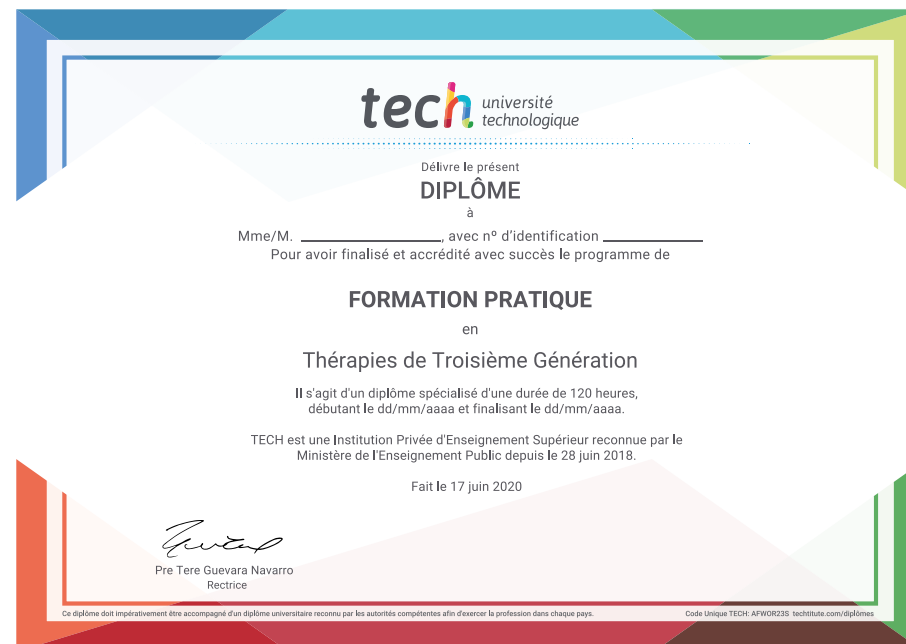 tech université
technologique
Délivre le présent
DIPLÔME
à
Mme/M. ____________________, avec nº d'identification ______________
Pour avoir finalisé et accrédité avec succès le programme de
FORMATION PRATIQUE
en
Thérapies de Troisième Génération
Il s'agit d'un diplôme spécialisé d'une durée de 120 heures,
débutant le dd/mm/aaaa et finalisant le dd/mm/aaaa.
TECH est une Institution Privée d'Enseignement Supérieur reconnue par le
Ministère de l'Enseignement Public depuis le 28 juin 2018.
Fait le 17 juin 2020
Pre Tere Guevara Navarro
Rectrice
Ce diplôme doit impérativement être accompagné d'un diplôme universitaire reconnu par les autorités compétentes afin d'exercer la profession dans chaque pays.
Code Unique TECH: AFWOR23S techtitute.com/diplômes